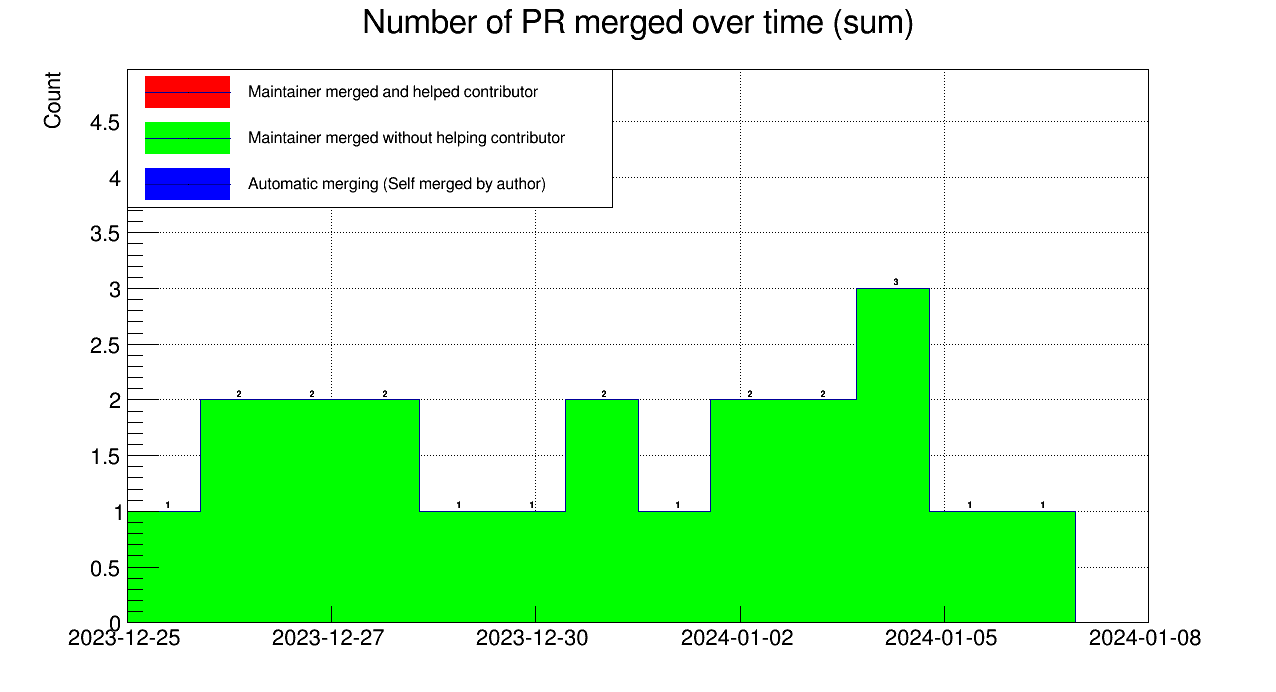 Number of PR merged over time (sum)
Count
Maintainer merged and helped contributor
Maintainer merged without helping contributor
Automatic merging (Self merged by author)
4.5
4
3.5
3
2.5
2
1.5
1
0.5
0
1 2 2 2 1 1 2 1 2 2 3 1 1
2023-12-25 2023-12-27 2023-12-30 2024-01-02 2024-01-05 2024-01-08